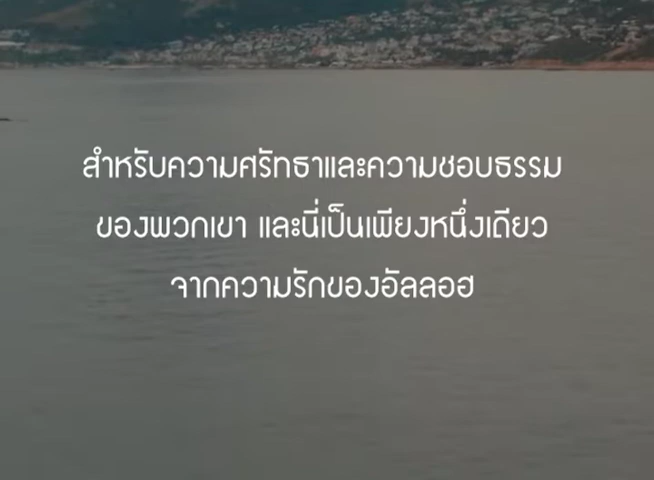 สำหรับความศรัทธาและความชอบธรรม
ของพวกเขา และนี่เป็นเพียงหนึ่งเดียว
จากความรักของอัลลอฮ